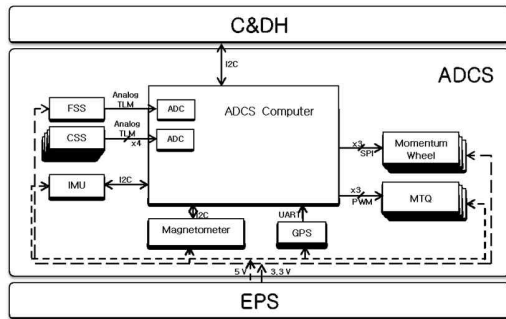 C&DH
I2C
ADCS
Analog
TLM
FSS
ADC
ADCS Computer
Analog
TLM
CSS
x4
ADC
x3
SPI
Momentum
Wheel
IMU
I2C
x3
PWM
MTQ
I2C
UART
Magnetometer
GPS
5 V
3,3 V
EPS